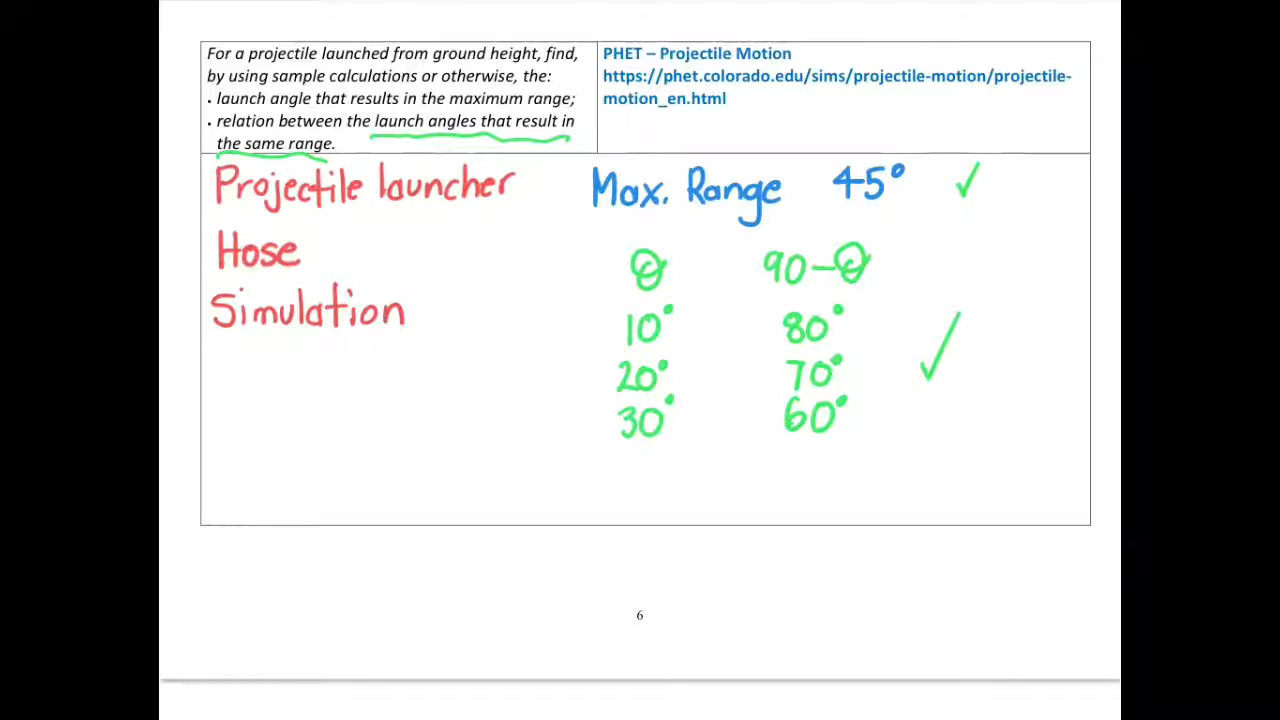 For a projectile launched from ground height, find,
by using sample calculations or otherwise, the:
• launch angle that results in the maximum range;
• relation between the launch angles that result in
the same range.
PHET – Projectile Motion
https://phet.colorado.edu/sims/projectile-motion/projectile-
motion_en.html
Projectile launcher
Hose
Simulation
Max. Range 45° ✓
θ 90-θ
10° 80°
20° 70° ✓
30° 60°
6